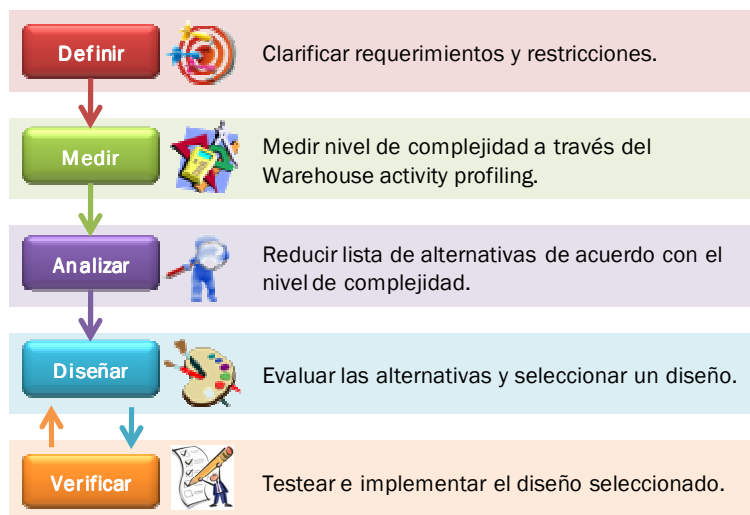 Definir
Clarificar requerimientos y restricciones.
Medir
Medir nivel de complejidad a través del
Warehouse activity profiling.
Analizar
Reducir lista de alternativas de acuerdo con el
nivel de complejidad.
Diseñar
Evaluar las alternativas y seleccionar un diseño.
Verificar
Testear e implementar el diseño seleccionado.